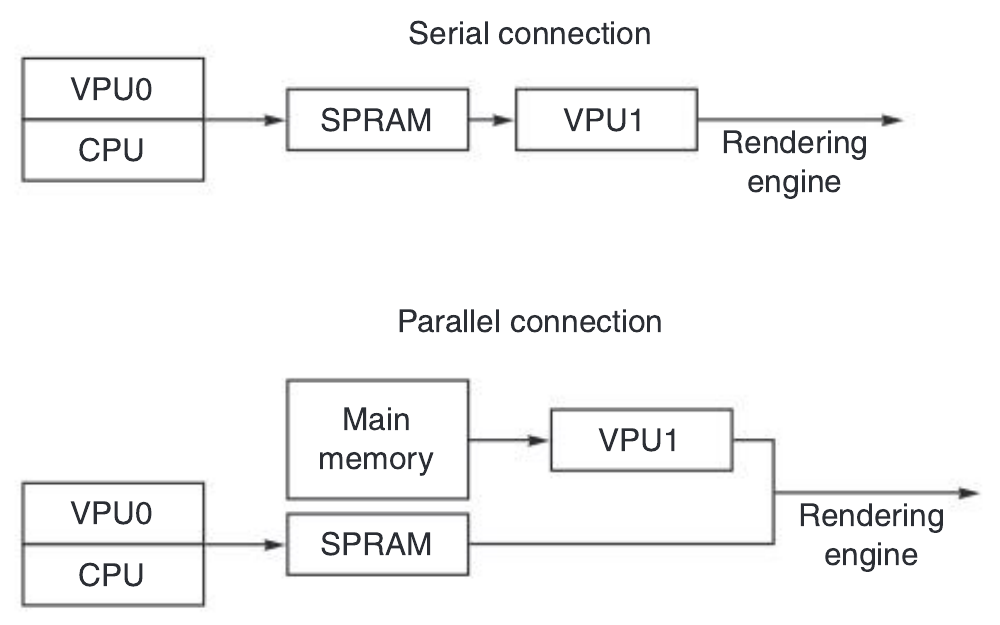 Serial connection
VPU0
CPU
SPRAM
VPU1
Rendering
engine
Parallel connection
Main
memory
VPU1
VPU0
CPU
SPRAM
Rendering
engine